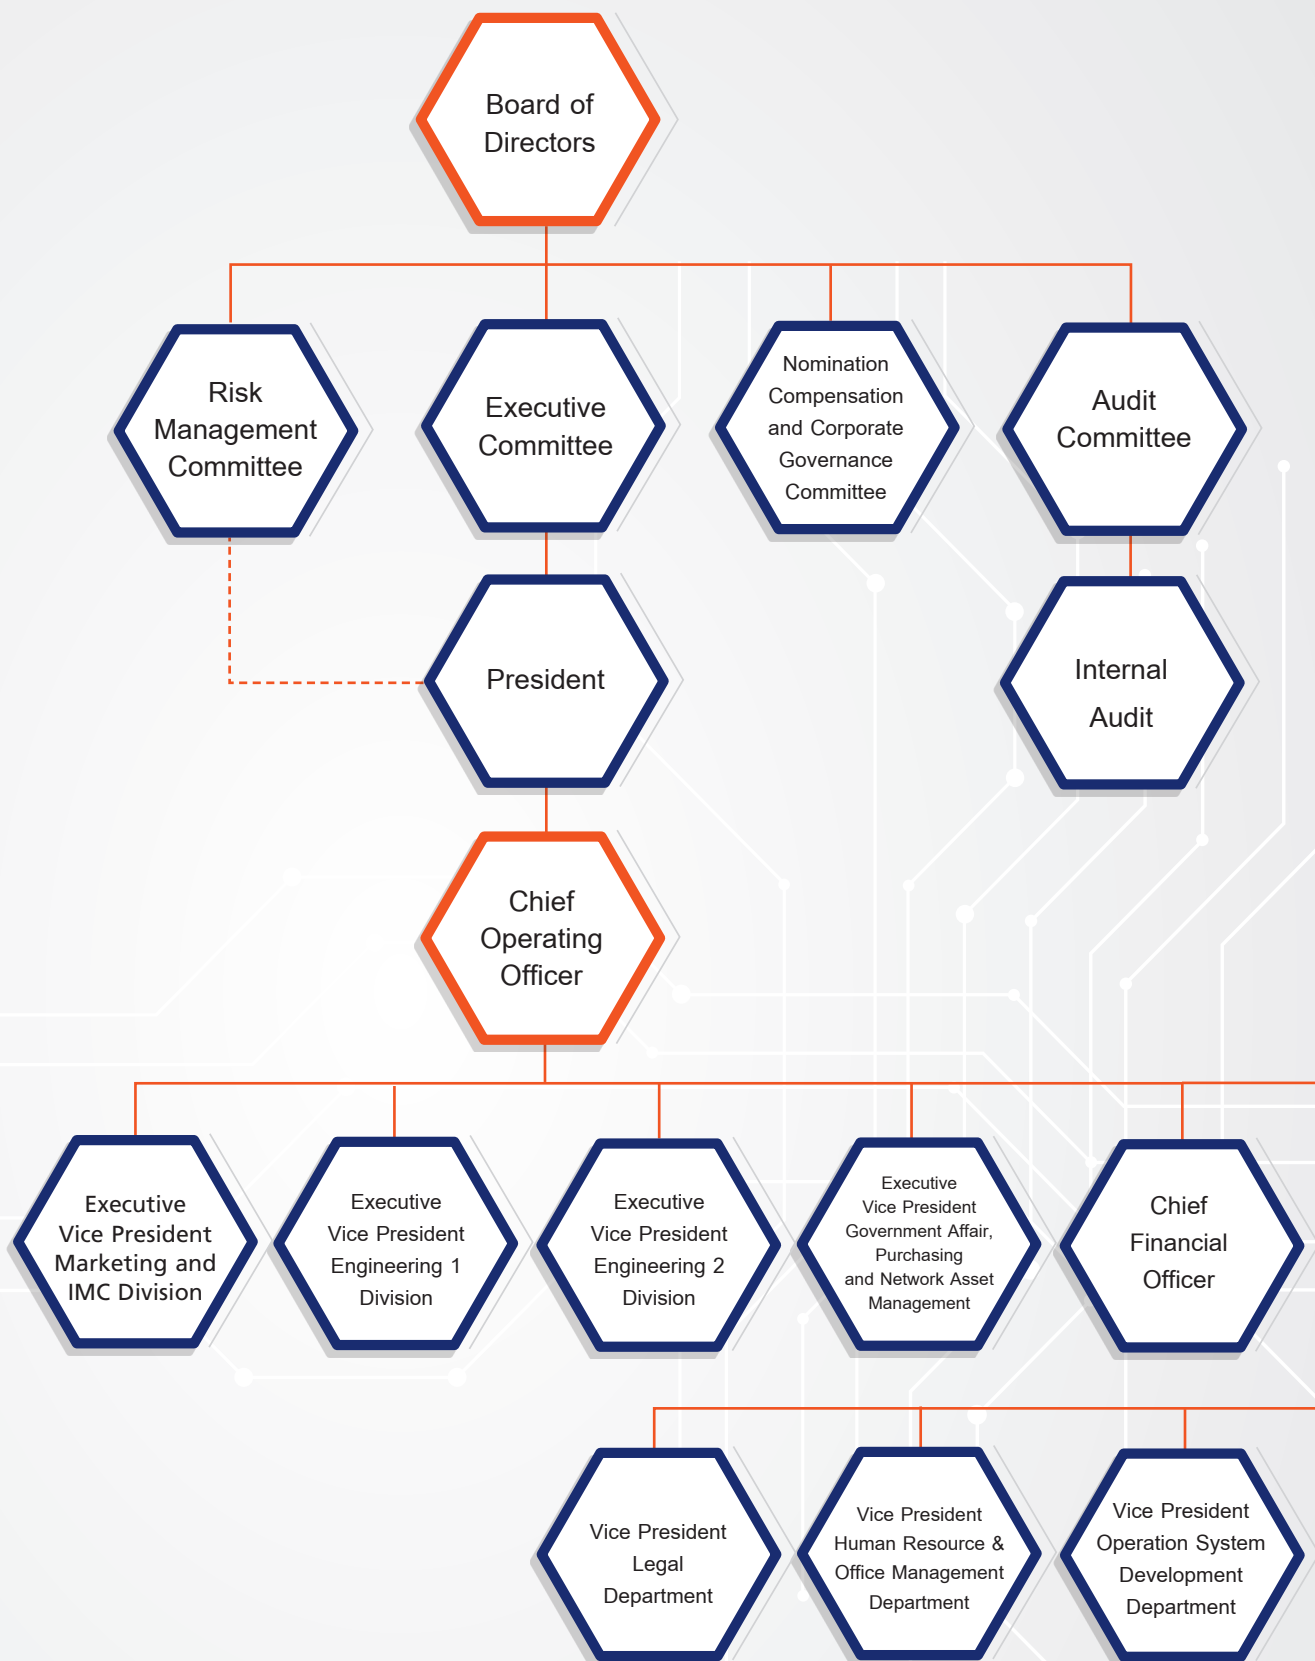 Board of
Directors
Risk
Management
Committee
Executive
Committee
Nomination
Compensation
and Corporate
Governance
Committee
Audit
Committee
President
Internal
Audit
Chief
Operating
Officer
Executive
Vice President
Marketing and
IMC Division
Executive
Vice President
Engineering 1
Division
Executive
Vice President
Engineering 2
Division
Executive
Vice President
Government Affair,
Purchasing
and Network Asset
Management
Chief
Financial
Officer
Vice President
Legal
Department
Vice President
Human Resource &
Office Management
Department
Vice President
Operation System
Development
Department